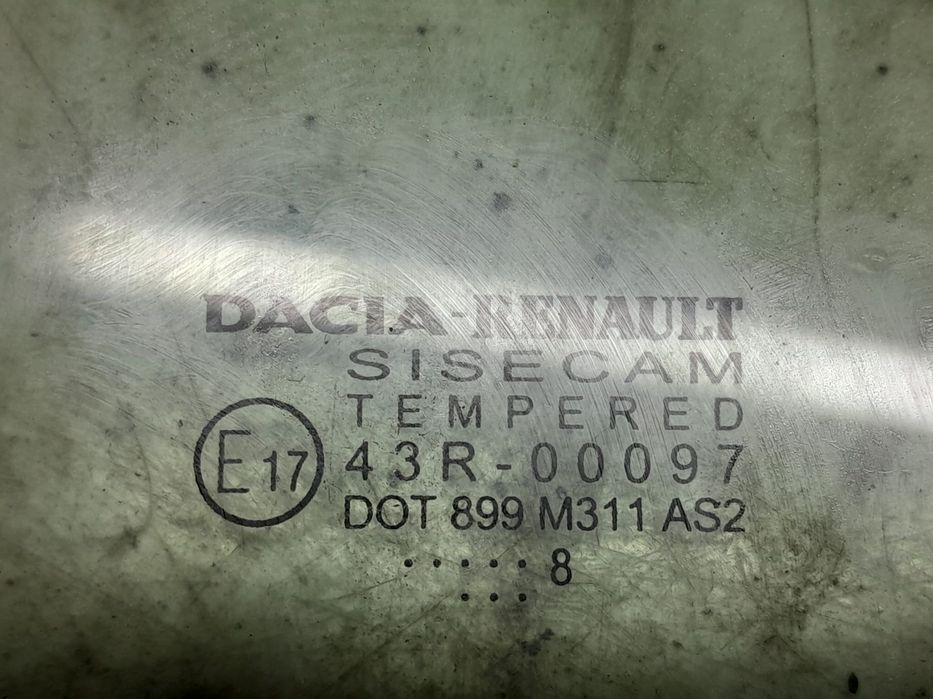 DACIA-RENAULT
SISECAM
TEMPERED
E17 43R-00097
DOT 899 M311 AS2
..... 8
...